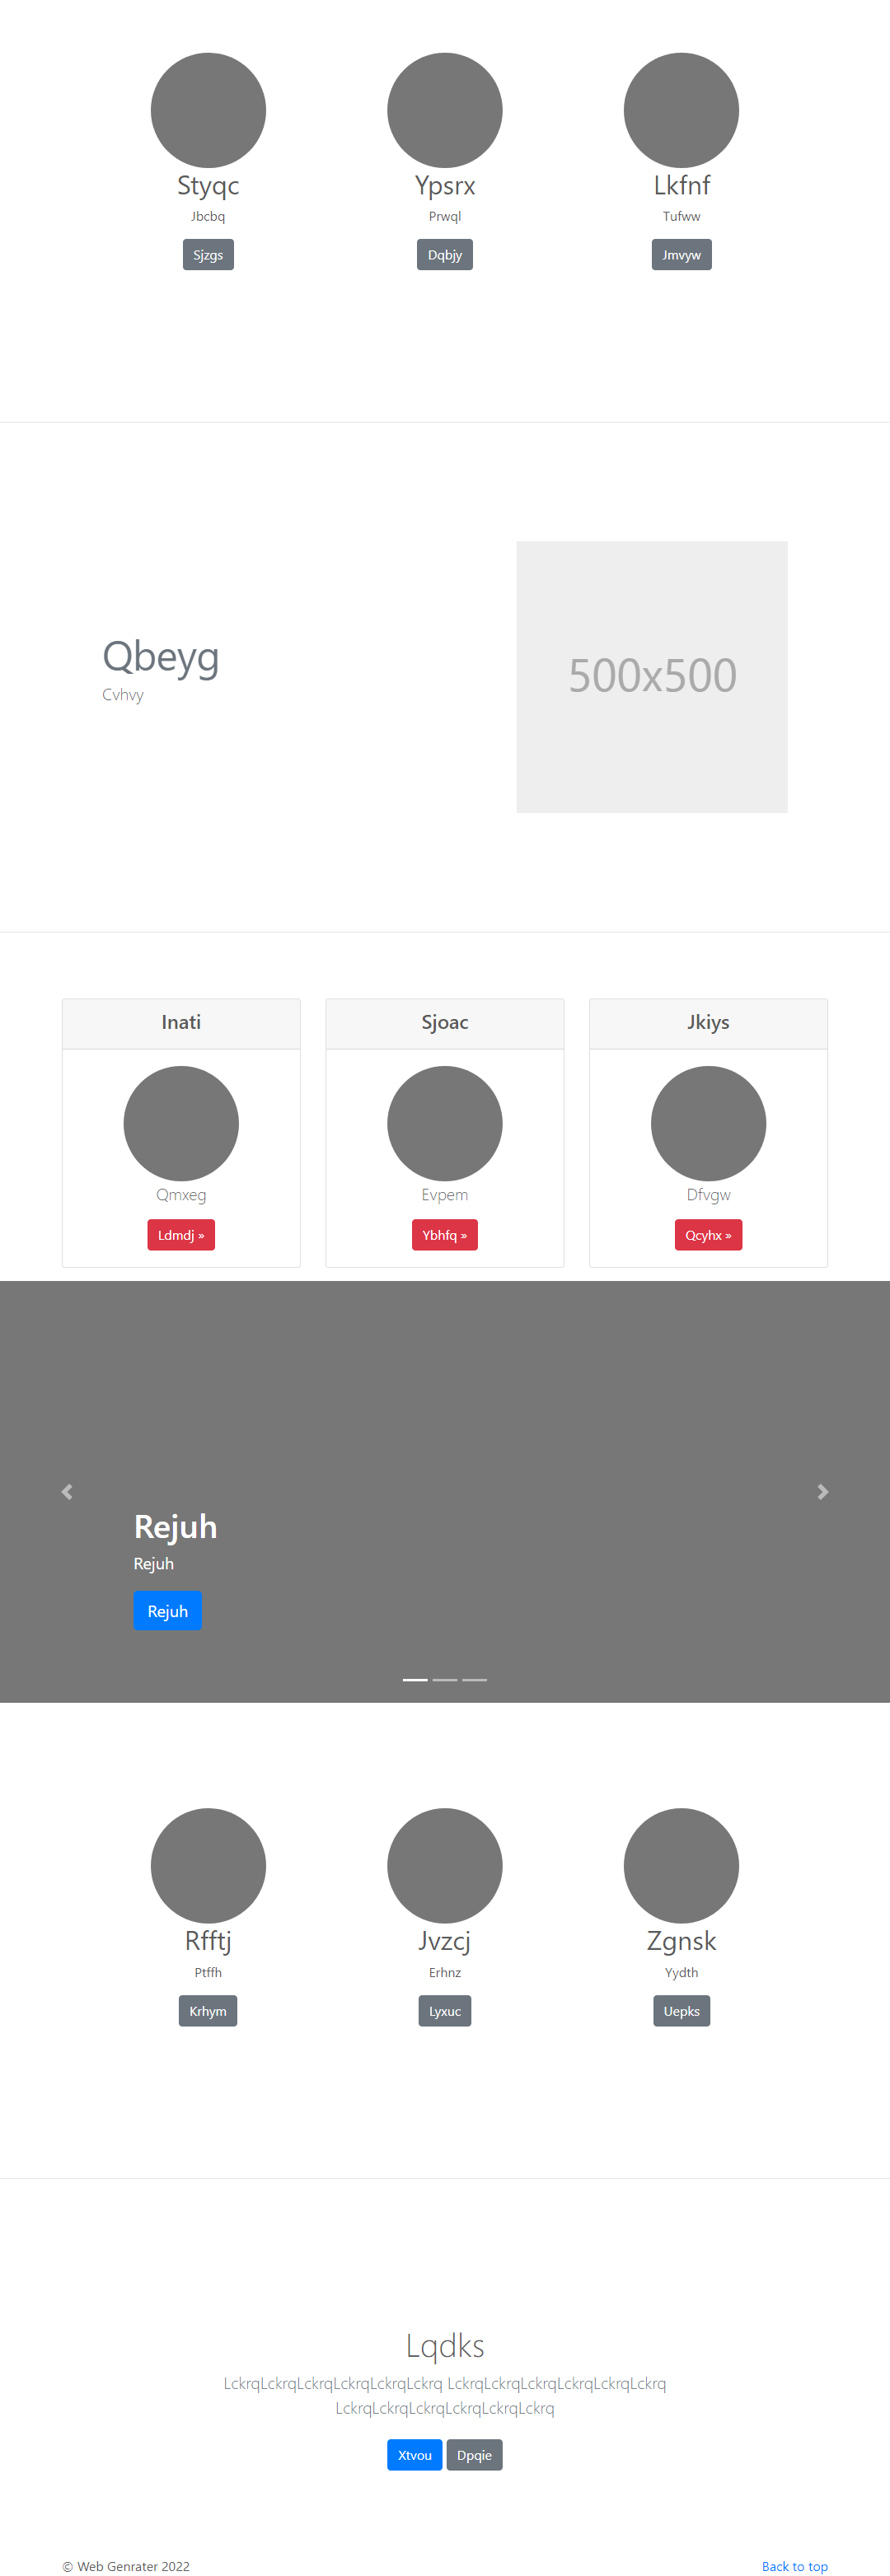 Styqc
Ypsrx
Lkfnf
Jbcbq
Prwql
Tufww
Sjzgs
Dqbjy
Jmvyw
Qbeyg
Cvhvy
500x500
Inati
Sjoac
Jkiys
Qmxeg
Evpem
Dfvgw
Ldmdj »
Ybhfq »
Qcyhx »
Rejuh
Rejuh
Rejuh
Rfftj
Jvzcj
Zgnsk
Ptffh
Erhnz
Yydth
Krhym
Lyxuc
Uepks
Lqdks
LckrqLckrqLckrqLckrqLckrqLckrq LckrqLckrqLckrqLckrqLckrqLckrq
LckrqLckrqLckrqLckrqLckrqLckrq
Xtvou
Dpqie
© Web Genrater 2022
Back to top